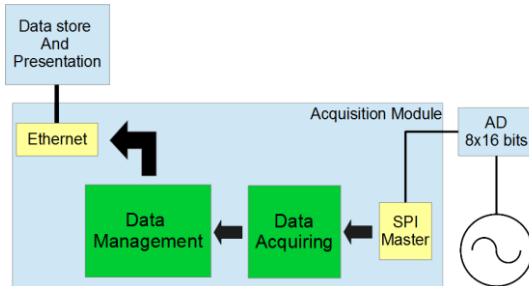 Data store
And
Presentation
Acquisition Module
Ethernet
AD
8x16 bits
Data
Management
Data
Acquiring
SPI
Master